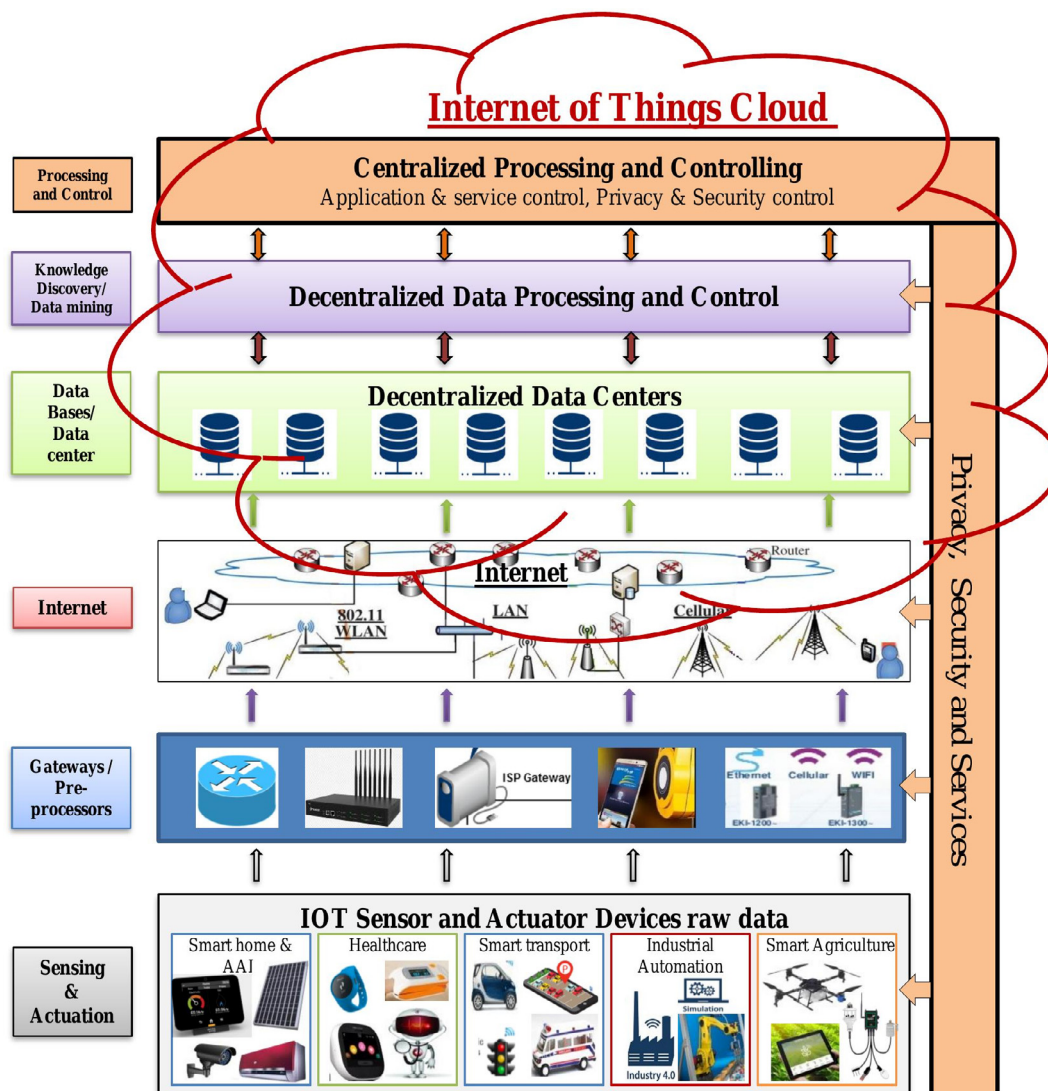 Internet of Things Cloud
Processing
and Control
Centralized Processing and Controlling
Application & service control, Privacy & Security control
Knowledge
Discovery/
Data mining
Decentralized Data Processing and Control
Data
Bases/
Data
center
Decentralized Data Centers
Privacy, Security and Services
Internet
Router
Internet
802.11
WLAN
LAN
Cellular
Gateways /
Pre-
processors
ISP Gateway
Ethernet
Cellular
WIFI
EKI-1200~
EKI-1300~
Sensing
&
Actuation
IOT Sensor and Actuator Devices raw data
Smart home &
AAI
Healthcare
Smart transport
P
Industrial
Automation
Simulation
Industry 4.0
Smart Agriculture